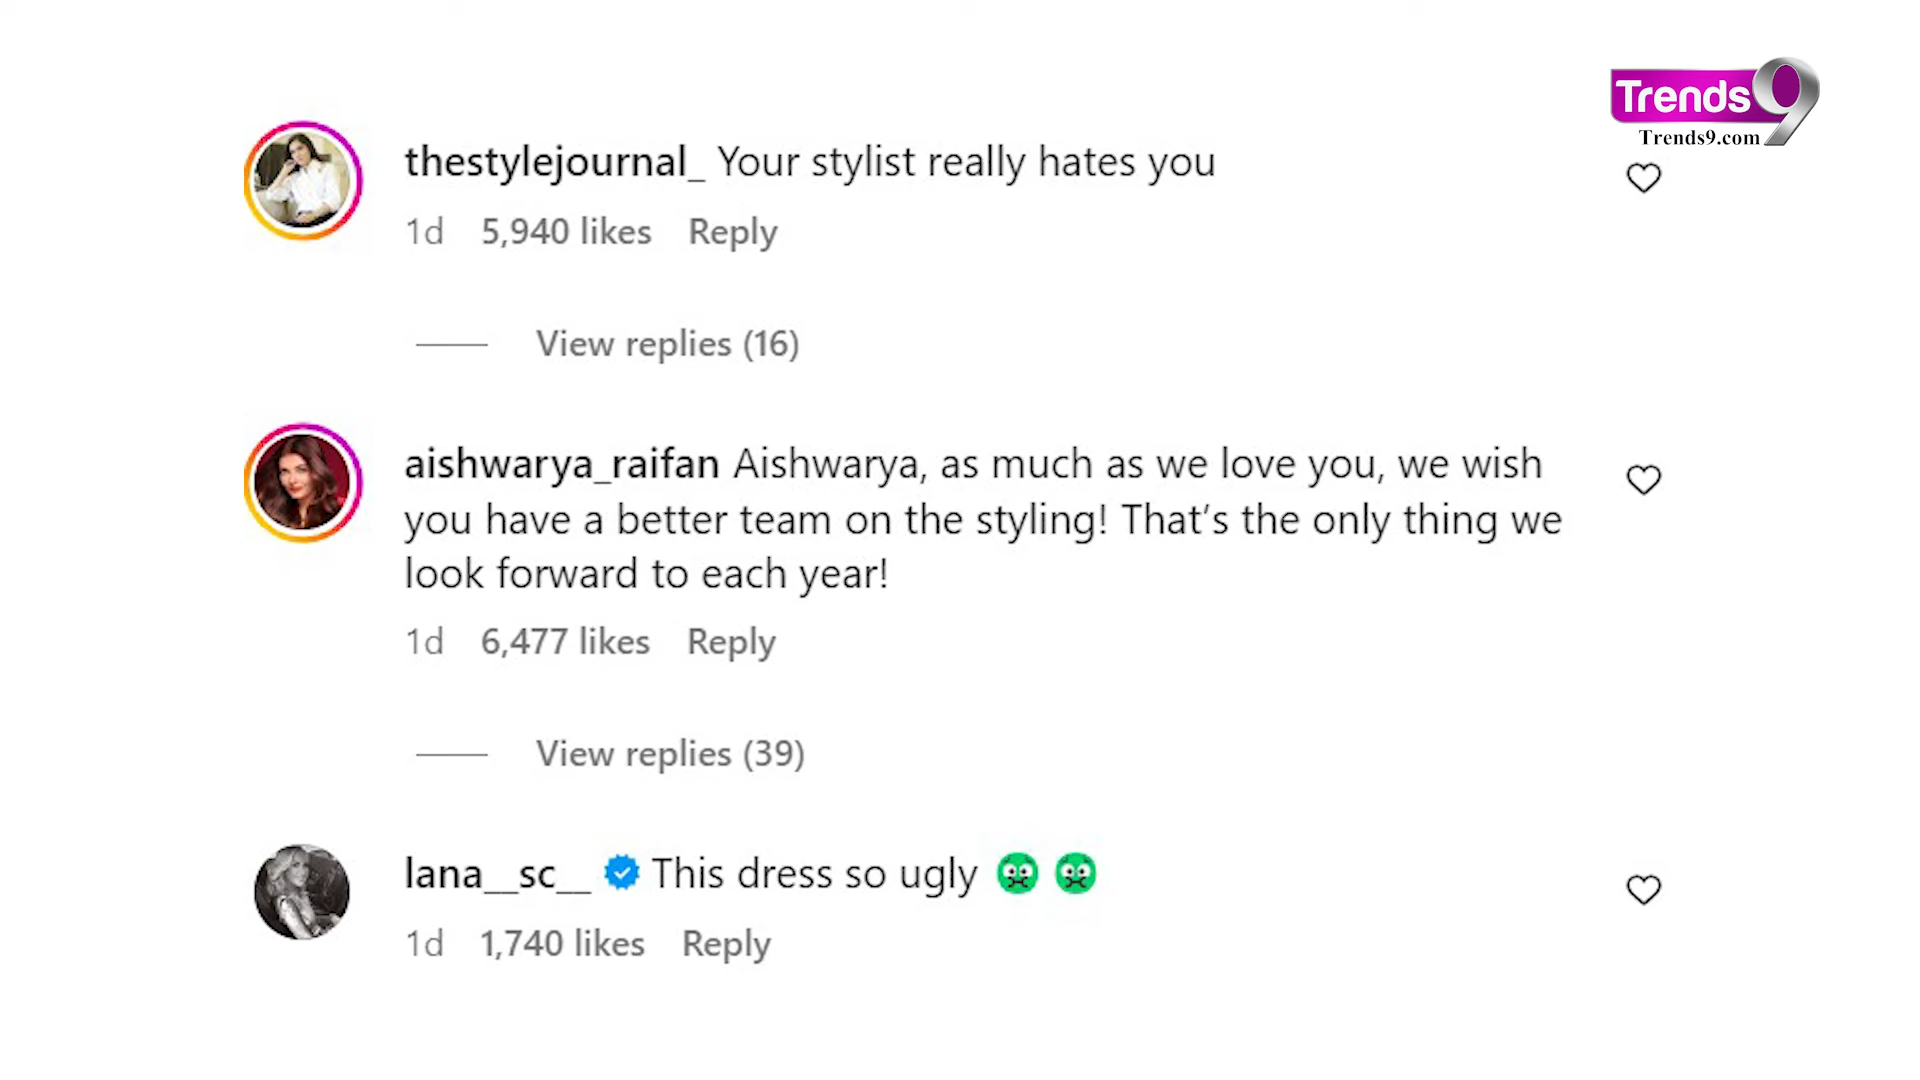 Trends9
Trends9.com
thestylejournal_ Your stylist really hates you
1d 5,940 likes Reply
View replies (16)
aishwarya_raifan Aishwarya, as much as we love you, we wish
you have a better team on the styling! That's the only thing we
look forward to each year!
1d 6,477 likes Reply
View replies (39)
lana__sc__ This dress so ugly 🤢🤢
1d 1,740 likes Reply